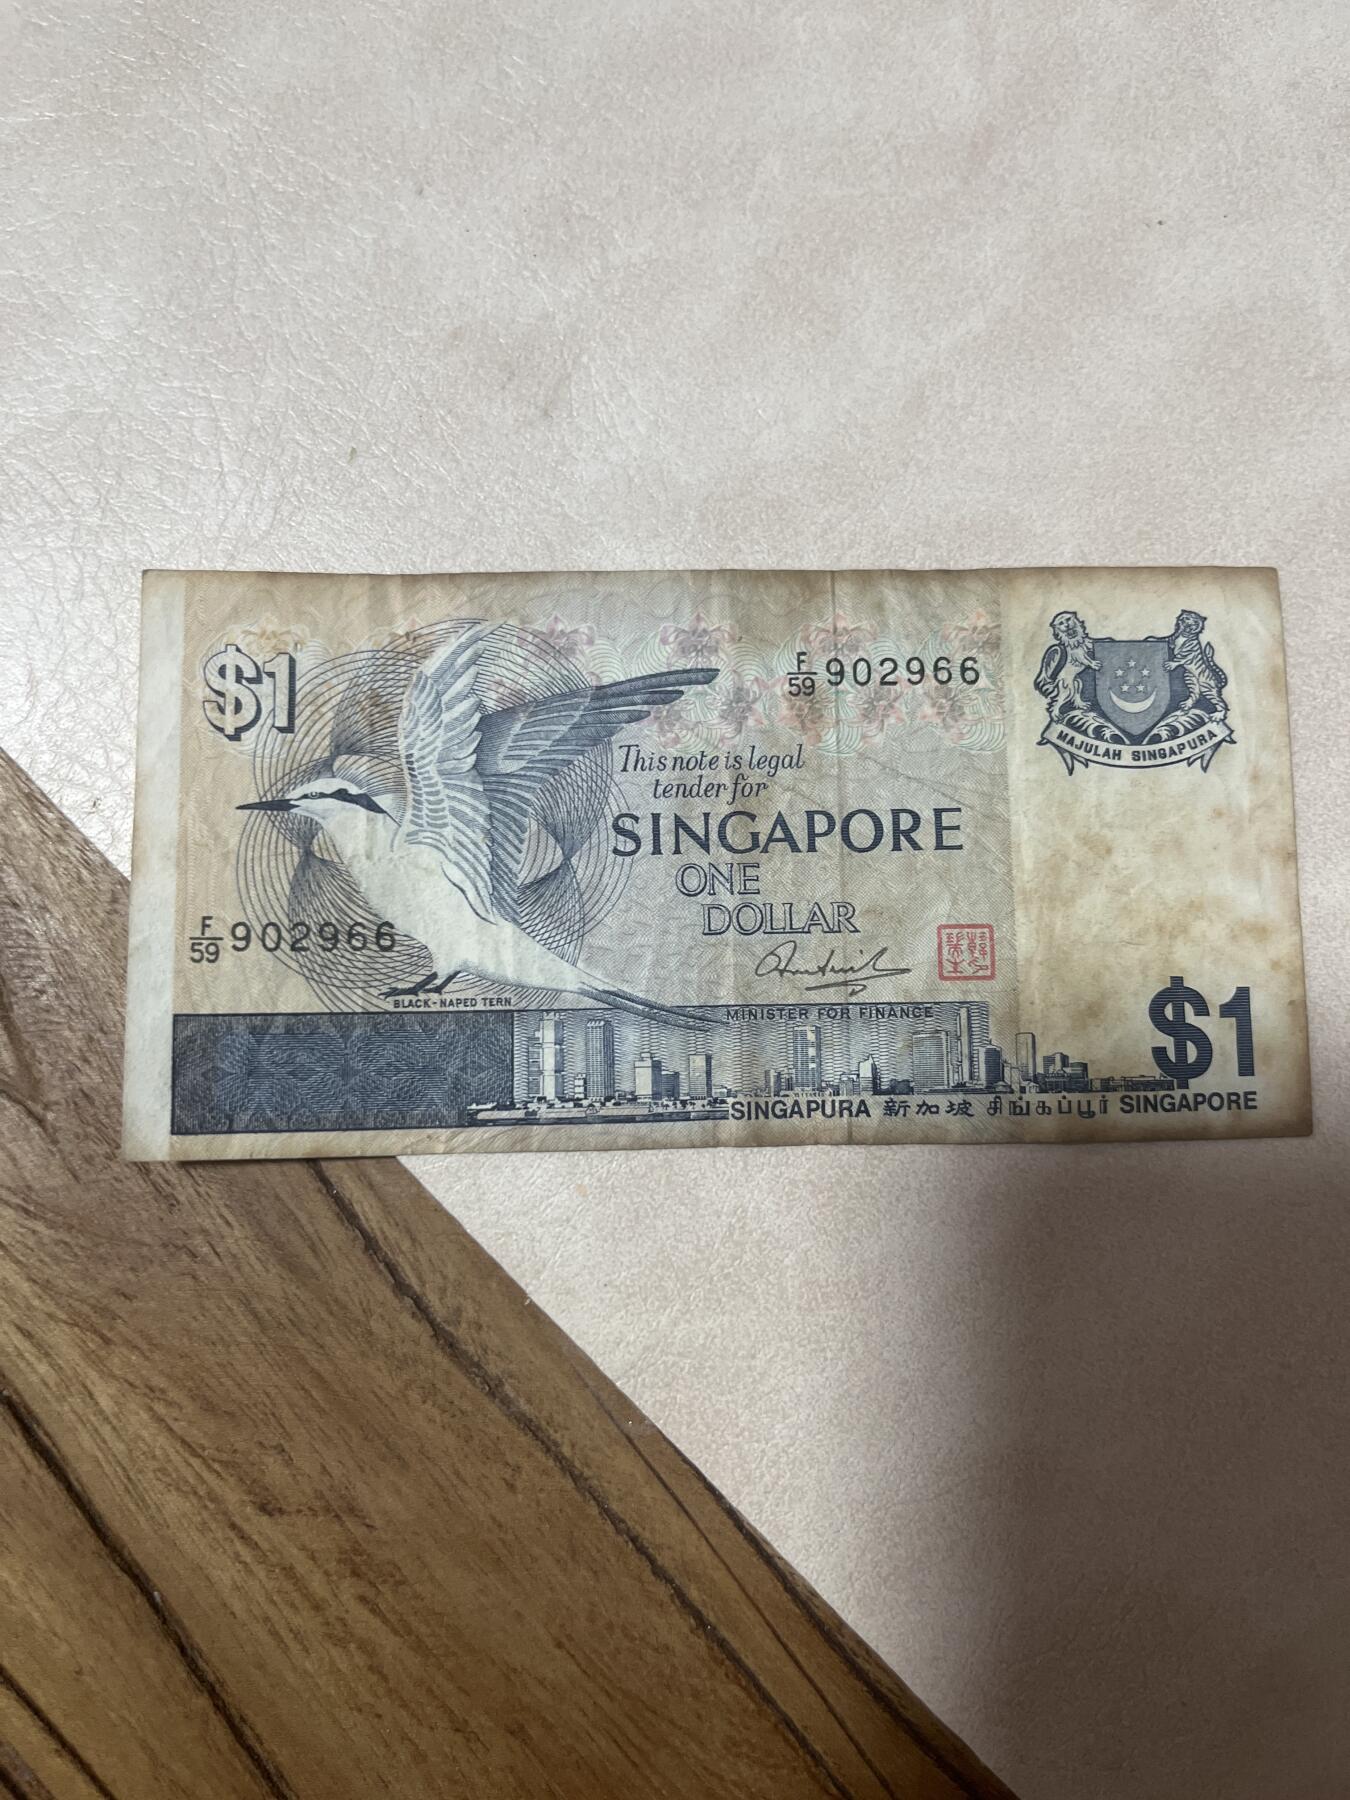 $1
F/59 902966
MAJULAH SINGAPURA
This note is legal
tender for
SINGAPORE
ONE
DOLLAR
F/59 902966
BLACK-NAPED TERN
MINISTER FOR FINANCE
$1
SINGAPURA 新加坡 சிங்கப்பூர் SINGAPORE